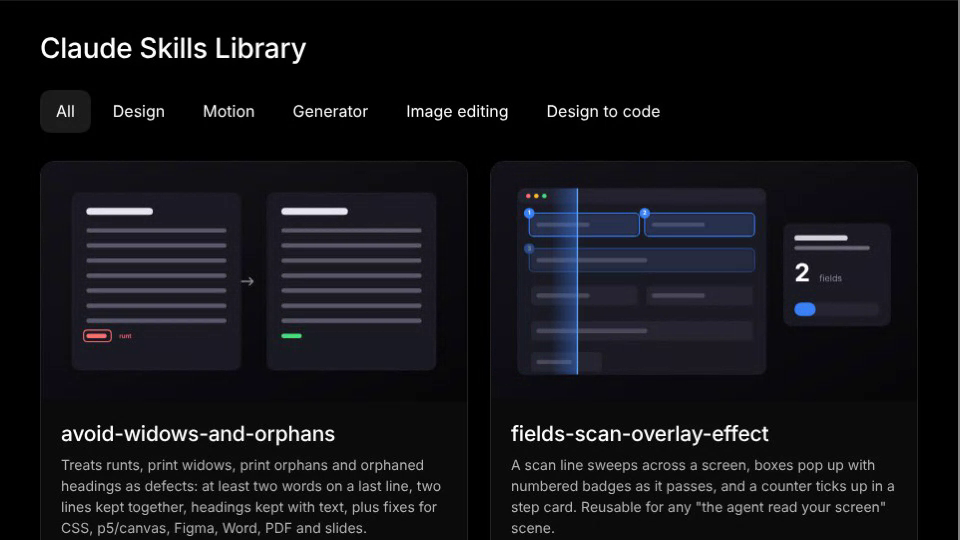 Claude Skills Library
All Design Motion Generator Image editing Design to code
runt
1 2
3
2 fields
avoid-widows-and-orphans
Treats runts, print widows, print orphans and orphaned
headings as defects: at least two words on a last line, two
lines kept together, headings kept with text, plus fixes for
CSS, p5/canvas, Figma, Word, PDF and slides.
fields-scan-overlay-effect
A scan line sweeps across a screen, boxes pop up with
numbered badges as it passes, and a counter ticks up in a
step card. Reusable for any "the agent read your screen"
scene.